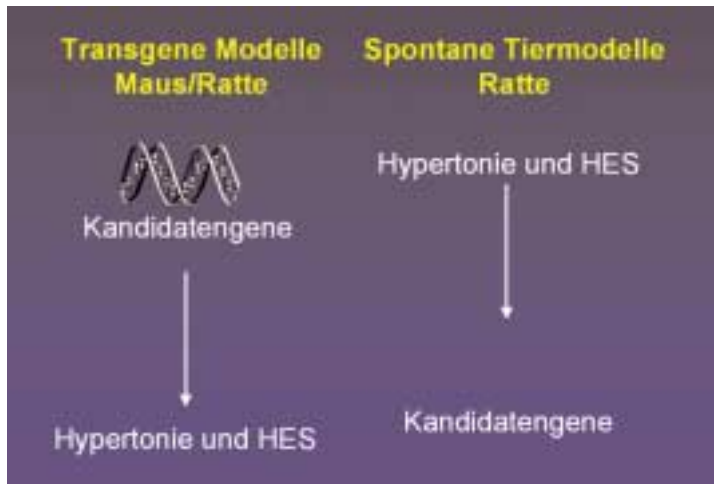 Transgene Modelle
Maus/Ratte
Kandidatengene
Hypertonie und HES
Spontane Tiermodelle
Ratte
Hypertonie und HES
Kandidatengene